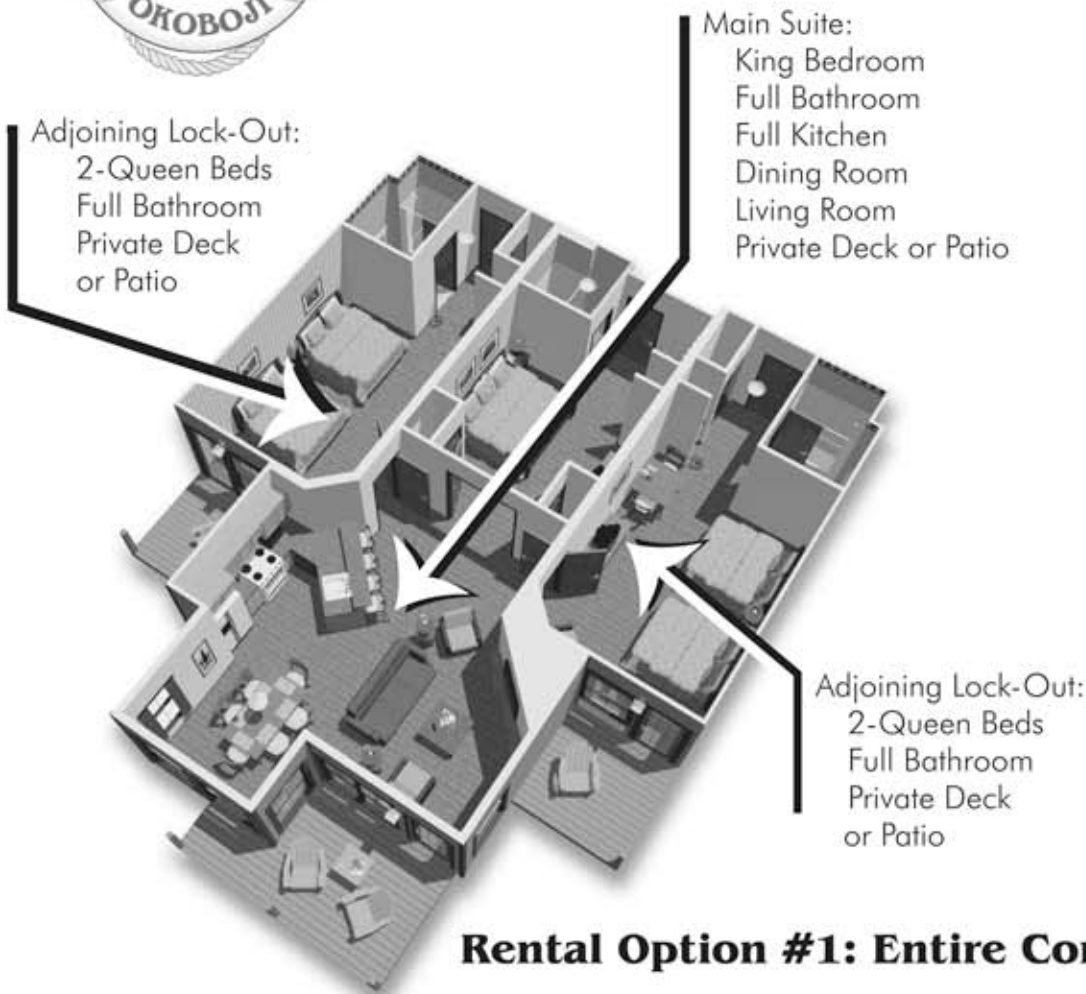 OKOBOJI
Main Suite:
King Bedroom
Full Bathroom
Full Kitchen
Dining Room
Living Room
Private Deck or Patio
Adjoining Lock-Out:
2-Queen Beds
Full Bathroom
Private Deck
or Patio
Adjoining Lock-Out:
2-Queen Beds
Full Bathroom
Private Deck
or Patio
Rental Option #1: Entire